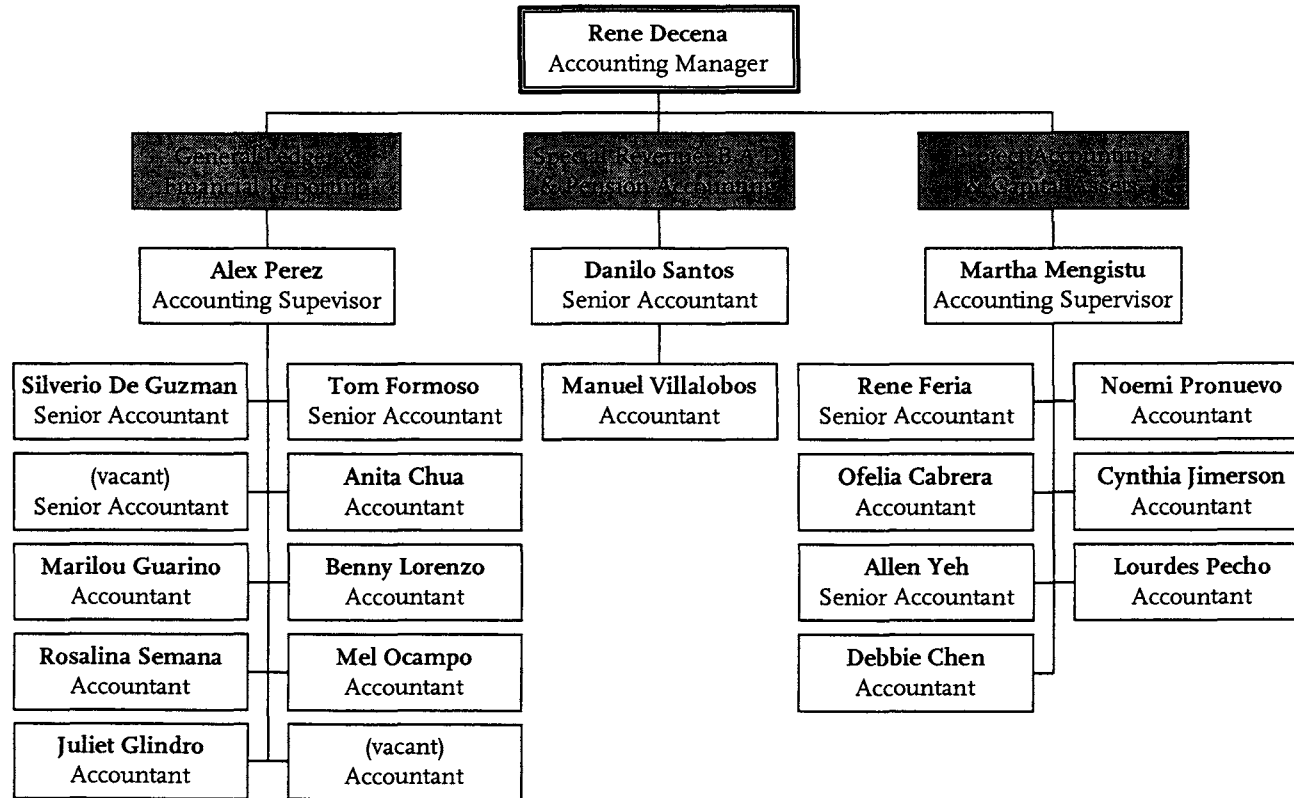 Rene Decena
Accounting Manager
General Ledger &
Financial Reporting
Special Revenue, B.A.D.
& Pension Accounting
Project Accounting
& Capital Assets
Alex Perez
Accounting Supevisor
Danilo Santos
Senior Accountant
Martha Mengistu
Accounting Supervisor
Silverio De Guzman
Senior Accountant
Tom Formoso
Senior Accountant
Manuel Villalobos
Accountant
Rene Feria
Senior Accountant
Noemi Pronuevo
Accountant
(vacant)
Senior Accountant
Anita Chua
Accountant
Ofelia Cabrera
Accountant
Cynthia Jimerson
Accountant
Marilou Guarino
Accountant
Benny Lorenzo
Accountant
Allen Yeh
Senior Accountant
Lourdes Pecho
Accountant
Rosalina Semana
Accountant
Mel Ocampo
Accountant
Debbie Chen
Accountant
Juliet Glindro
Accountant
(vacant)
Accountant